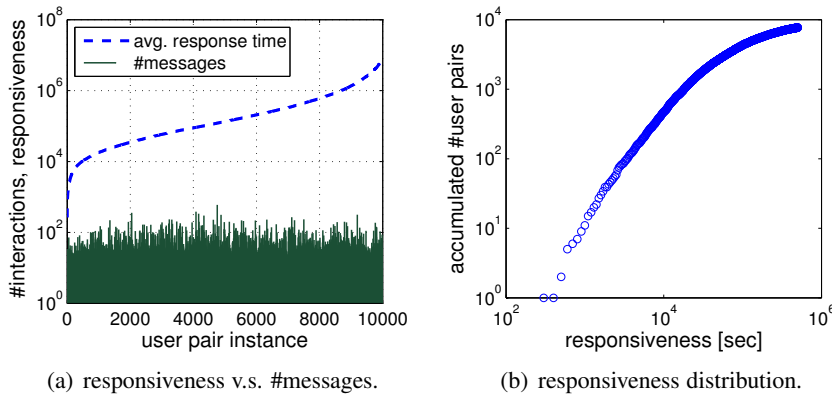 #interactions, responsiveness
10^8
10^6
10^4
10^2
10^0
avg. response time
#messages
0 2000 4000 6000 8000 10000
user pair instance
(a) responsiveness v.s. #messages.
accumulated #user pairs
10^4
10^3
10^2
10^1
10^0
10^2 10^4 10^6
responsiveness [sec]
(b) responsiveness distribution.